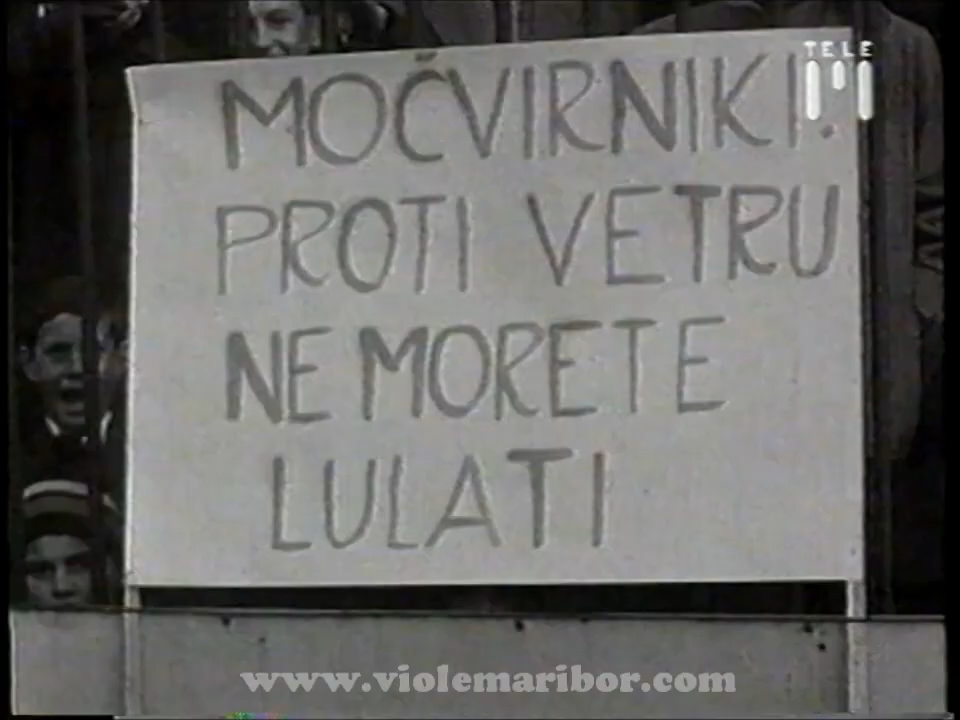 TELE M
MOČVIRNIKI!
PROTI VETRU
NE MORETE
LULATI
www.violemaribor.com